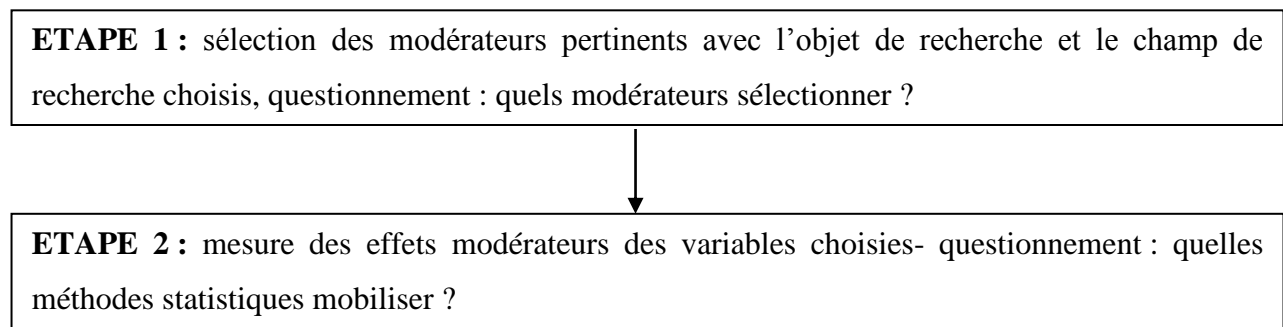 ETAPE 1 : sélection des modérateurs pertinents avec l’objet de recherche et le champ de
recherche choisis, questionnement : quels modérateurs sélectionner ?
ETAPE 2 : mesure des effets modérateurs des variables choisies- questionnement : quelles
méthodes statistiques mobiliser ?